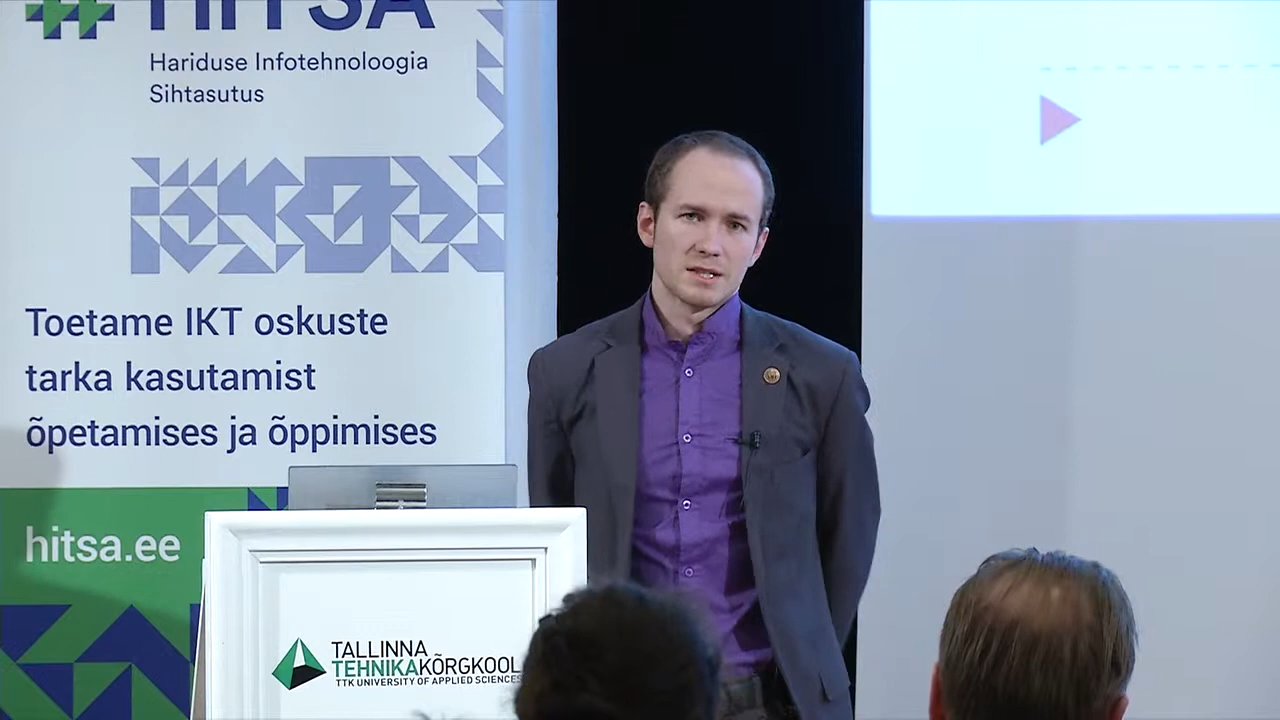 HITSA
Hariduse Infotehnoloogia
Sihtasutus
Toetame IKT oskuste
tarka kasutamist
õpetamises ja õppimises
hitsa.ee
TALLINNA
TEHNIKAKÕRGKOOL
TTK UNIVERSITY OF APPLIED SCIENCES